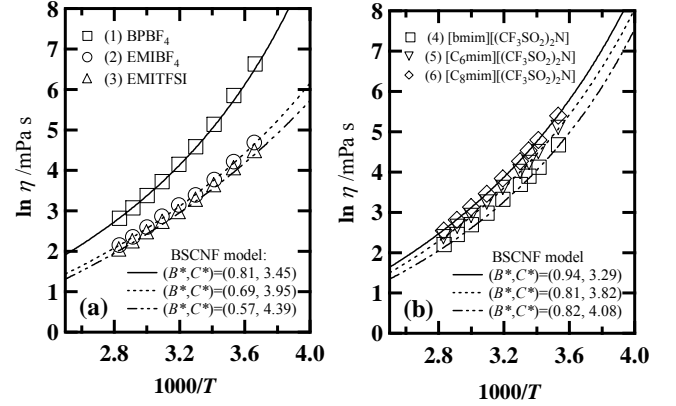 ln η /mPa s
8
7
6
5
4
3
2
1
0
(1) BPBF4
(2) EMIBF4
(3) EMITFSI
BSCNF model:
(B*,C*)=(0.81, 3.45)
(B*,C*)=(0.69, 3.95)
(B*,C*)=(0.57, 4.39)
(a)
2.8 3.2 3.6 4.0
1000/T
ln η /mPa s
8
7
6
5
4
3
2
1
0
(4) [bmim][(CF3SO2)2N]
(5) [C6mim][(CF3SO2)2N]
(6) [C8mim][(CF3SO2)2N]
BSCNF model
(B*,C*)=(0.94, 3.29)
(B*,C*)=(0.81, 3.82)
(B*,C*)=(0.82, 4.08)
(b)
2.8 3.2 3.6 4.0
1000/T